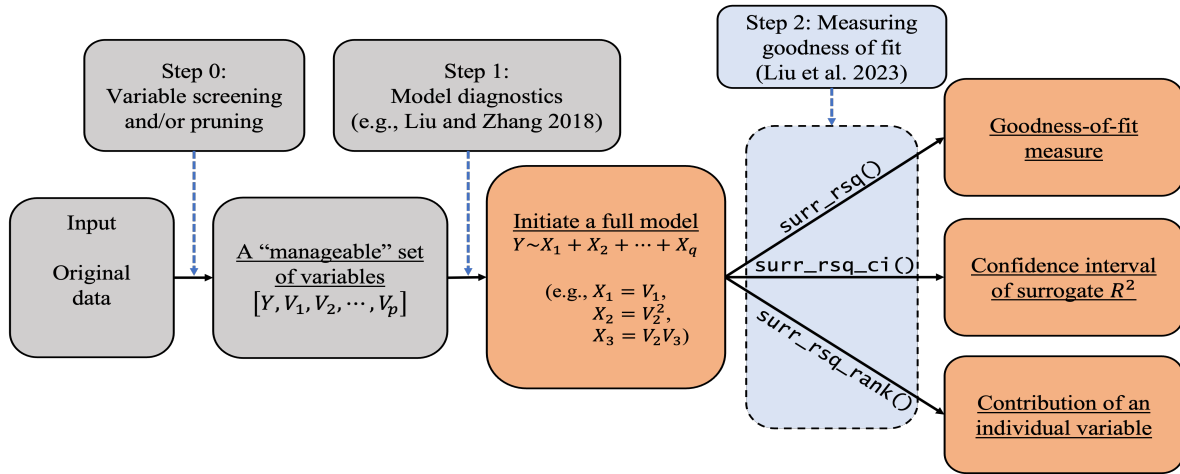 Step 0:
Variable screening
and/or pruning
Step 1:
Model diagnostics
(e.g., Liu and Zhang 2018)
Step 2: Measuring
goodness of fit
(Liu et al. 2023)
Input
Original
data
A “manageable” set
of variables
[Y, V₁, V₂, ⋯, Vₚ]
Initiate a full model
Y~X₁ + X₂ + ⋯ + X_q
(e.g., X₁ = V₁,
X₂ = V₂²,
X₃ = V₂V₃)
surr_rsq()
surr_rsq_ci()
surr_rsq_rank()
Goodness-of-fit
measure
Confidence interval
of surrogate R²
Contribution of an
individual variable